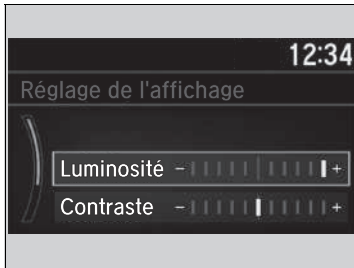 12:34
Réglage de l'affichage
Luminosité - +
Contraste - +